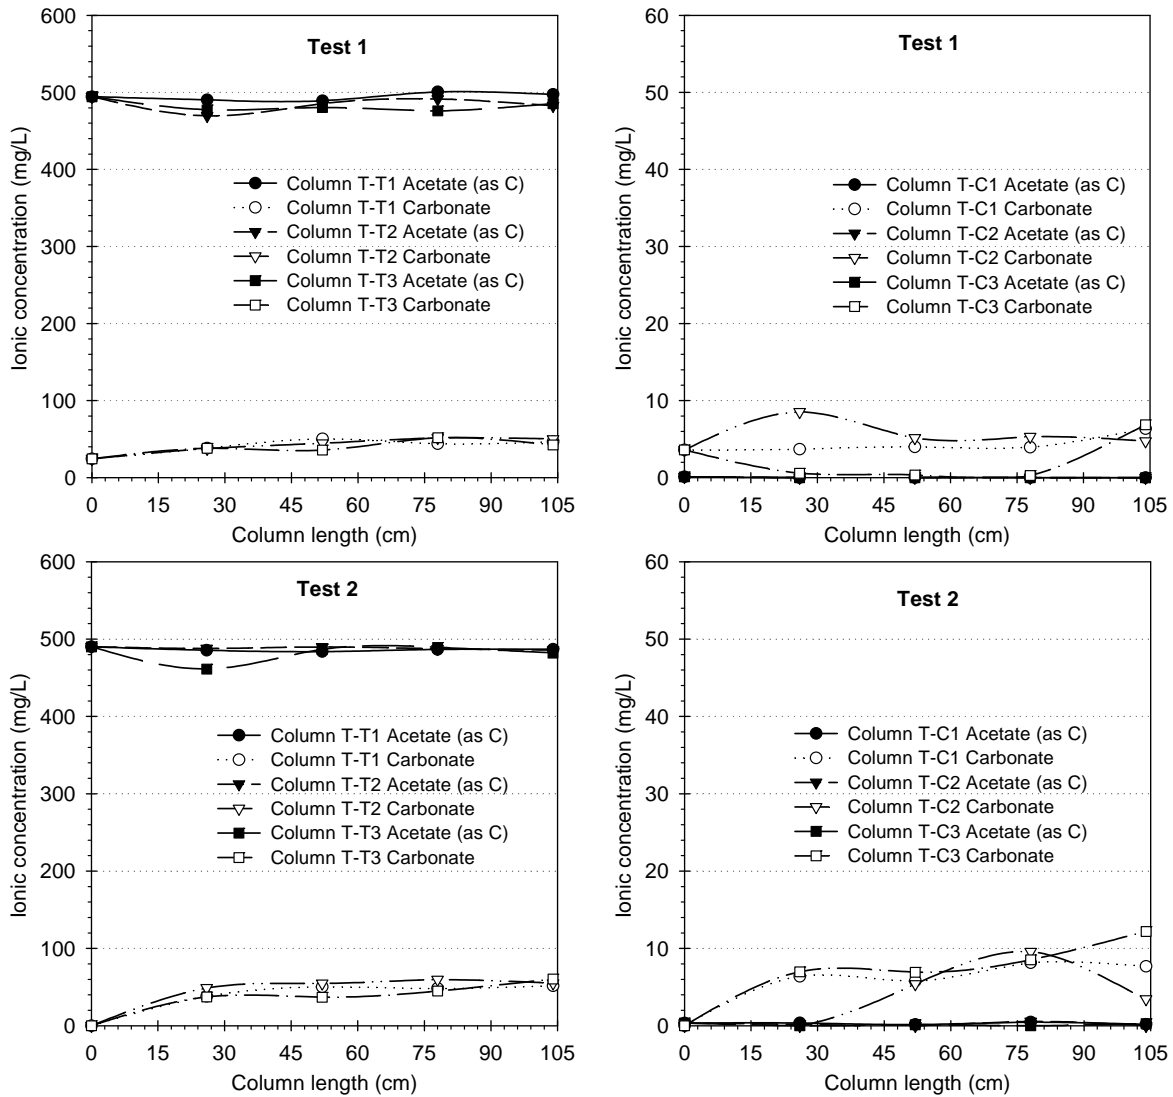 Test 1
Ionic concentration (mg/L)
600
500
400
300
200
100
0
Column T-T1 Acetate (as C)
Column T-T1 Carbonate
Column T-T2 Acetate (as C)
Column T-T2 Carbonate
Column T-T3 Acetate (as C)
Column T-T3 Carbonate
0 15 30 45 60 75 90 105
Column length (cm)
Test 1
Ionic concentration (mg/L)
60
50
40
30
20
10
0
Column T-C1 Acetate (as C)
Column T-C1 Carbonate
Column T-C2 Acetate (as C)
Column T-C2 Carbonate
Column T-C3 Acetate (as C)
Column T-C3 Carbonate
0 15 30 45 60 75 90 105
Column length (cm)
Test 2
Ionic concentration (mg/L)
600
500
400
300
200
100
0
Column T-T1 Acetate (as C)
Column T-T1 Carbonate
Column T-T2 Acetate (as C)
Column T-T2 Carbonate
Column T-T3 Acetate (as C)
Column T-T3 Carbonate
0 15 30 45 60 75 90 105
Column length (cm)
Test 2
Ionic concentration (mg/L)
60
50
40
30
20
10
0
Column T-C1 Acetate (as C)
Column T-C1 Carbonate
Column T-C2 Acetate (as C)
Column T-C2 Carbonate
Column T-C3 Acetate (as C)
Column T-C3 Carbonate
0 15 30 45 60 75 90 105
Column length (cm)